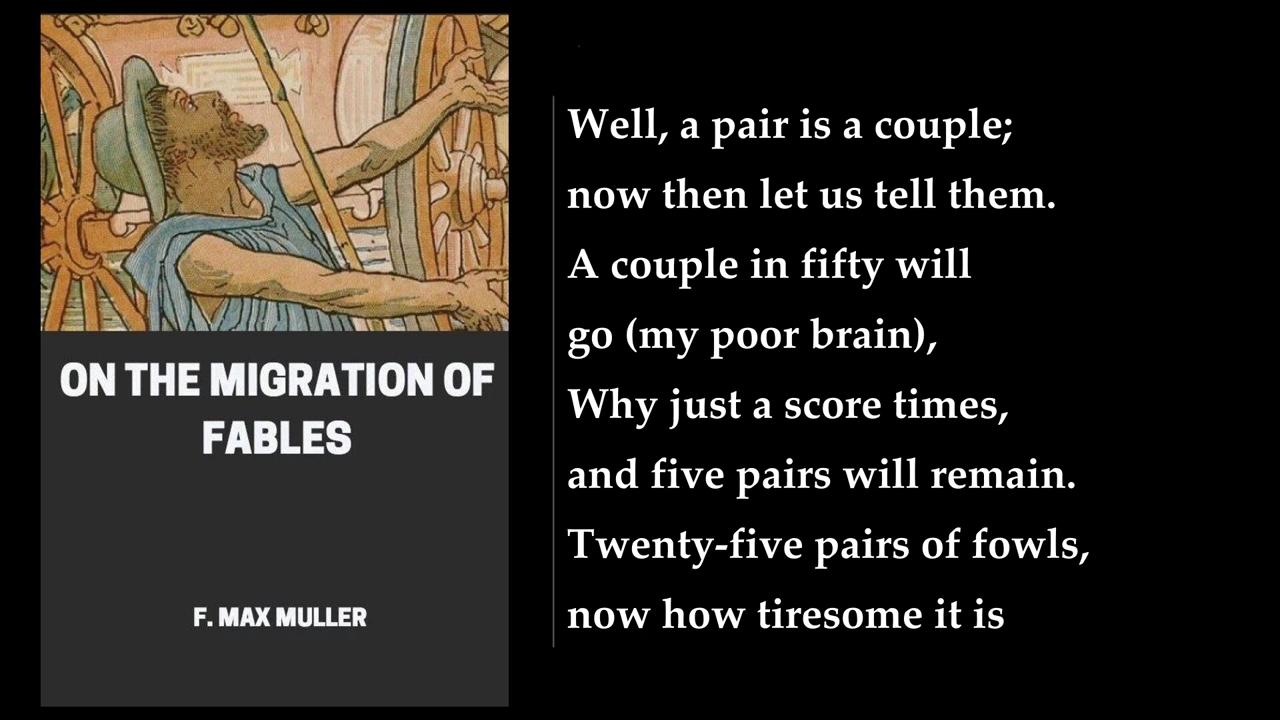 ON THE MIGRATION OF
FABLES
F. MAX MULLER
Well, a pair is a couple;
now then let us tell them.
A couple in fifty will
go (my poor brain),
Why just a score times,
and five pairs will remain.
Twenty-five pairs of fowls,
now how tiresome it is